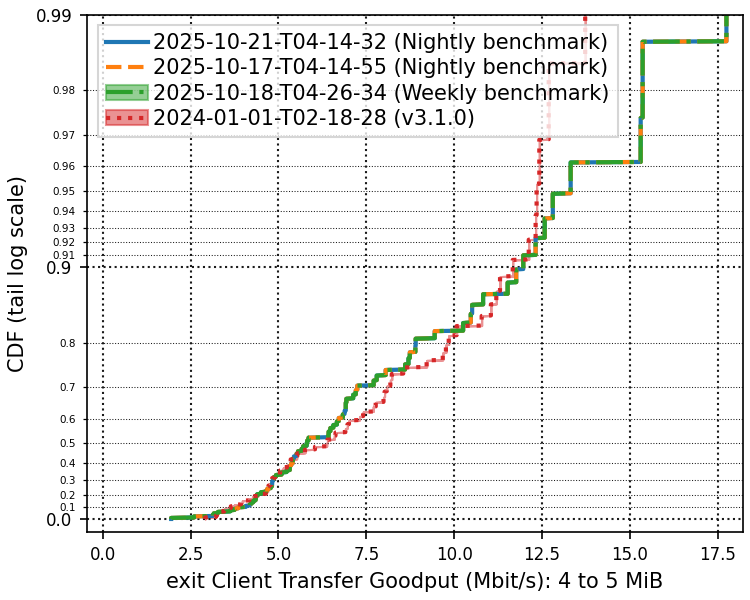 0.99
2025-10-21-T04-14-32 (Nightly benchmark)
2025-10-17-T04-14-55 (Nightly benchmark)
2025-10-18-T04-26-34 (Weekly benchmark)
2024-01-01-T02-18-28 (v3.1.0)
0.98
0.97
0.96
0.95
0.94
0.93
0.92
0.91
0.9
0.8
0.7
0.6
0.5
0.4
0.3
0.2
0.1
0.0
CDF (tail log scale)
0.0 2.5 5.0 7.5 10.0 12.5 15.0 17.5
exit Client Transfer Goodput (Mbit/s): 4 to 5 MiB